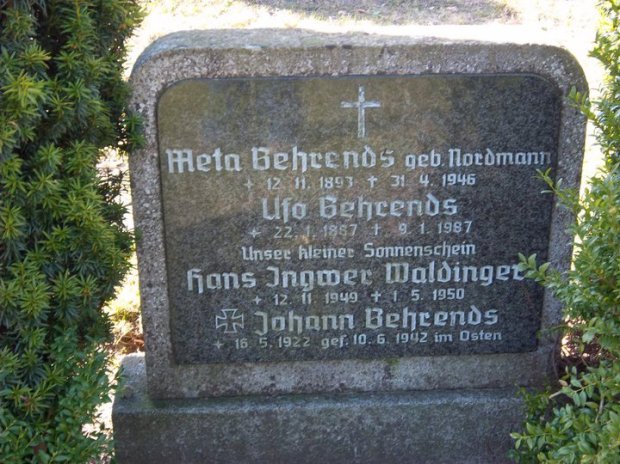 Meta Behrends geb. Nordmann
* 12. 11. 1893 † 31. 4. 1946
Ufo Behrends
* 22. 1. 1887 † 9. 1. 1987
Unser kleiner Sonnenschein
Hans Ingwer Waldinger
* 12. 11. 1949 † 1. 5. 1950
Johann Behrends
* 16. 5. 1922 gef. 10. 6. 1942 im Osten